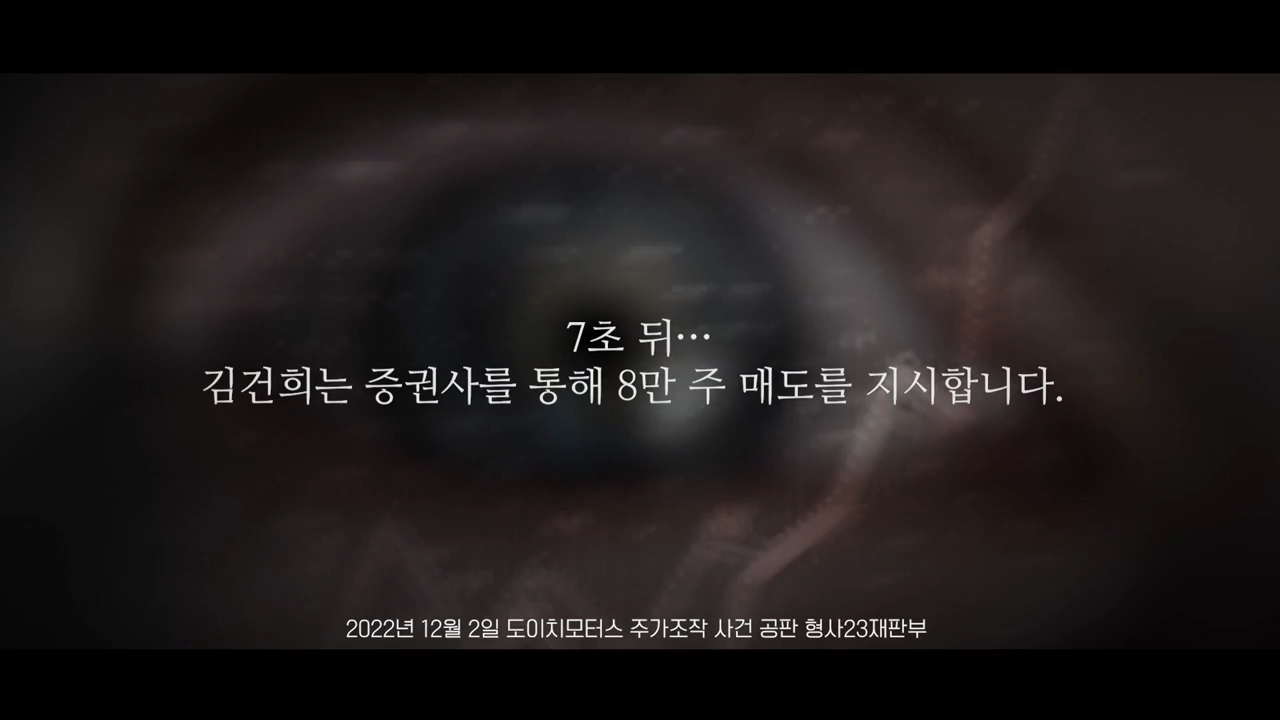 7초 뒤…
김건희는 증권사를 통해 8만 주 매도를 지시합니다.
2022년 12월 2일 도이치모터스 주가조작 사건 공판 형사23재판부